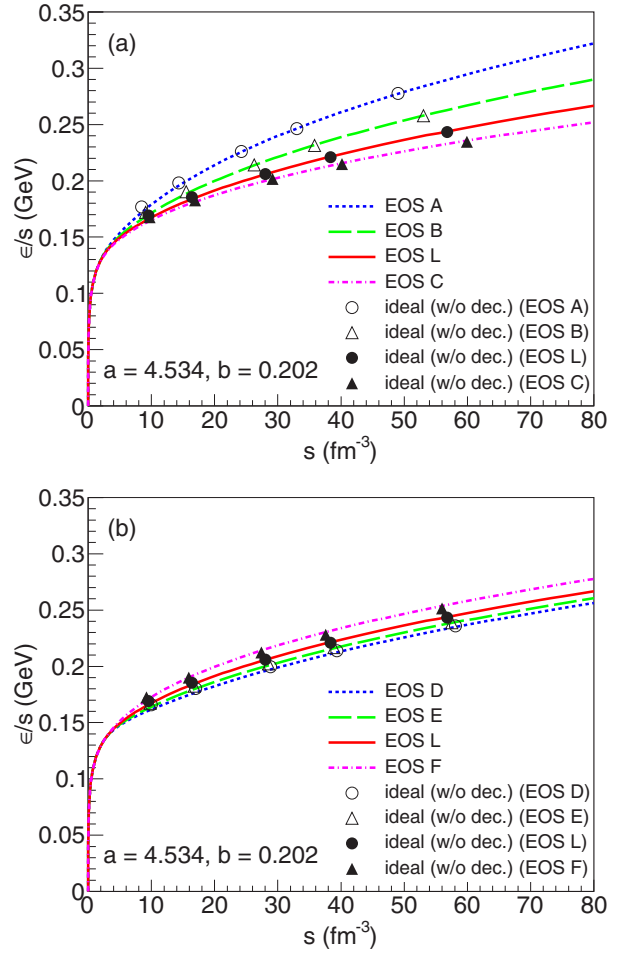 (a)
ϵ/s (GeV)
0.35
0.3
0.25
0.2
0.15
0.1
0.05
0
EOS A
EOS B
EOS L
EOS C
ideal (w/o dec.) (EOS A)
ideal (w/o dec.) (EOS B)
ideal (w/o dec.) (EOS L)
ideal (w/o dec.) (EOS C)
a = 4.534, b = 0.202
0 10 20 30 40 50 60 70 80
s (fm⁻³)
(b)
ϵ/s (GeV)
0.35
0.3
0.25
0.2
0.15
0.1
0.05
0
EOS D
EOS E
EOS L
EOS F
ideal (w/o dec.) (EOS D)
ideal (w/o dec.) (EOS E)
ideal (w/o dec.) (EOS L)
ideal (w/o dec.) (EOS F)
a = 4.534, b = 0.202
0 10 20 30 40 50 60 70 80
s (fm⁻³)